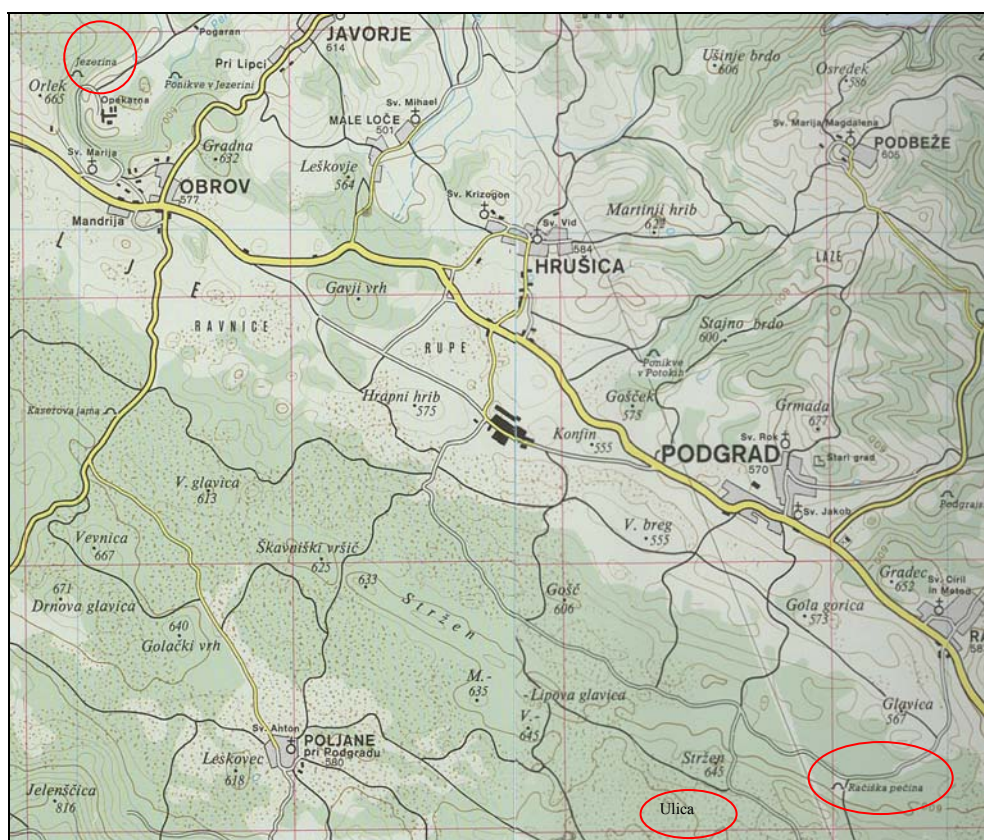 JAVORJE
614
Pogaran
Pri Lipci
Jezerina
Ponikve v Jezerini
Orlek
665
Opekarna
Ušinje brdo
606
Osredek
586
Sv. Mihael
MALE LOČE
501
Sv. Marija Magdalena
PODBEŽE
605
Sv. Marija
Gradna
632
Leškovje
564
OBROV
577
Mandrija
Sv. Krizogon
Sv. Vid
584
HRUŠICA
Martinji hrib
LAZE
L
J
E
Gavji vrh
RAVNICE
RUPE
Stajno brdo
600
Ponikve
v Potokih
Hrapni hrib
575
Gošček
575
Grmada
677
Kazetova jama
Konfin
555
PODGRAD
570
Sv. Rok
Stari grad
Podgrajs
V. glavica
613
Sv. Jakob
V. breg
555
Vevnica
667
Škavniški vršič
625
633
Gradec
652
Sv. Ciril
in Metod
671
Drnova glavica
Stržen
Gošč
606
Gola gorica
573
RA
640
Golački vrh
M.-
635
-Lipova glavica
V.-
645
Glavica
567
Sv. Anton
POLJANE
pri Podgradu
580
Leskovec
618
Stržen
645
Račiška pečina
Jelenščica
816
Ulica
600